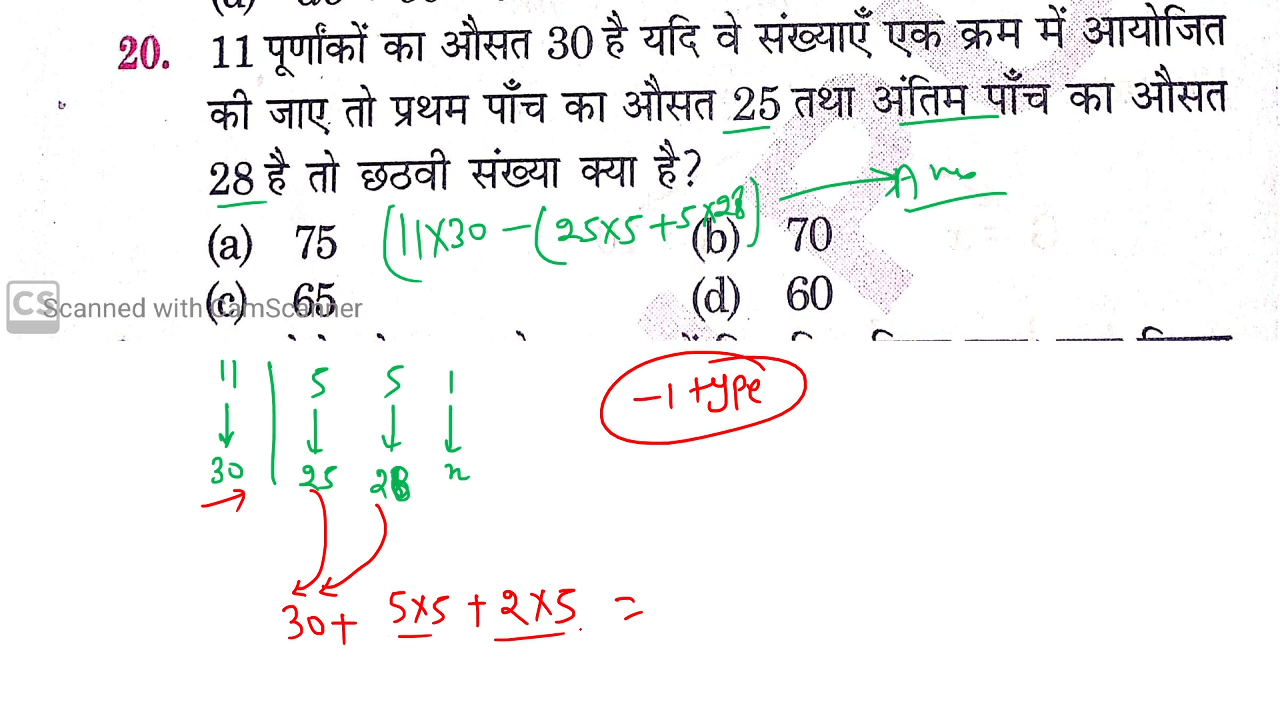 20. 11 पूर्णांकों का औसत 30 है यदि वे संख्याएँ एक क्रम में आयोजित
की जाए तो प्रथम पाँच का औसत 25 तथा अंतिम पाँच का औसत
28 है तो छठवी संख्या क्या है?
(11×30 - (25×5+5×28) → Ans
(a) 75 (b) 70
(c) 65 (d) 60
CS Scanned with CamScanner
11 | 5 5 1
↓ ↓ ↓ ↓
30 25 28 x
→
-1 type
30+ 5×5 + 2×5 =